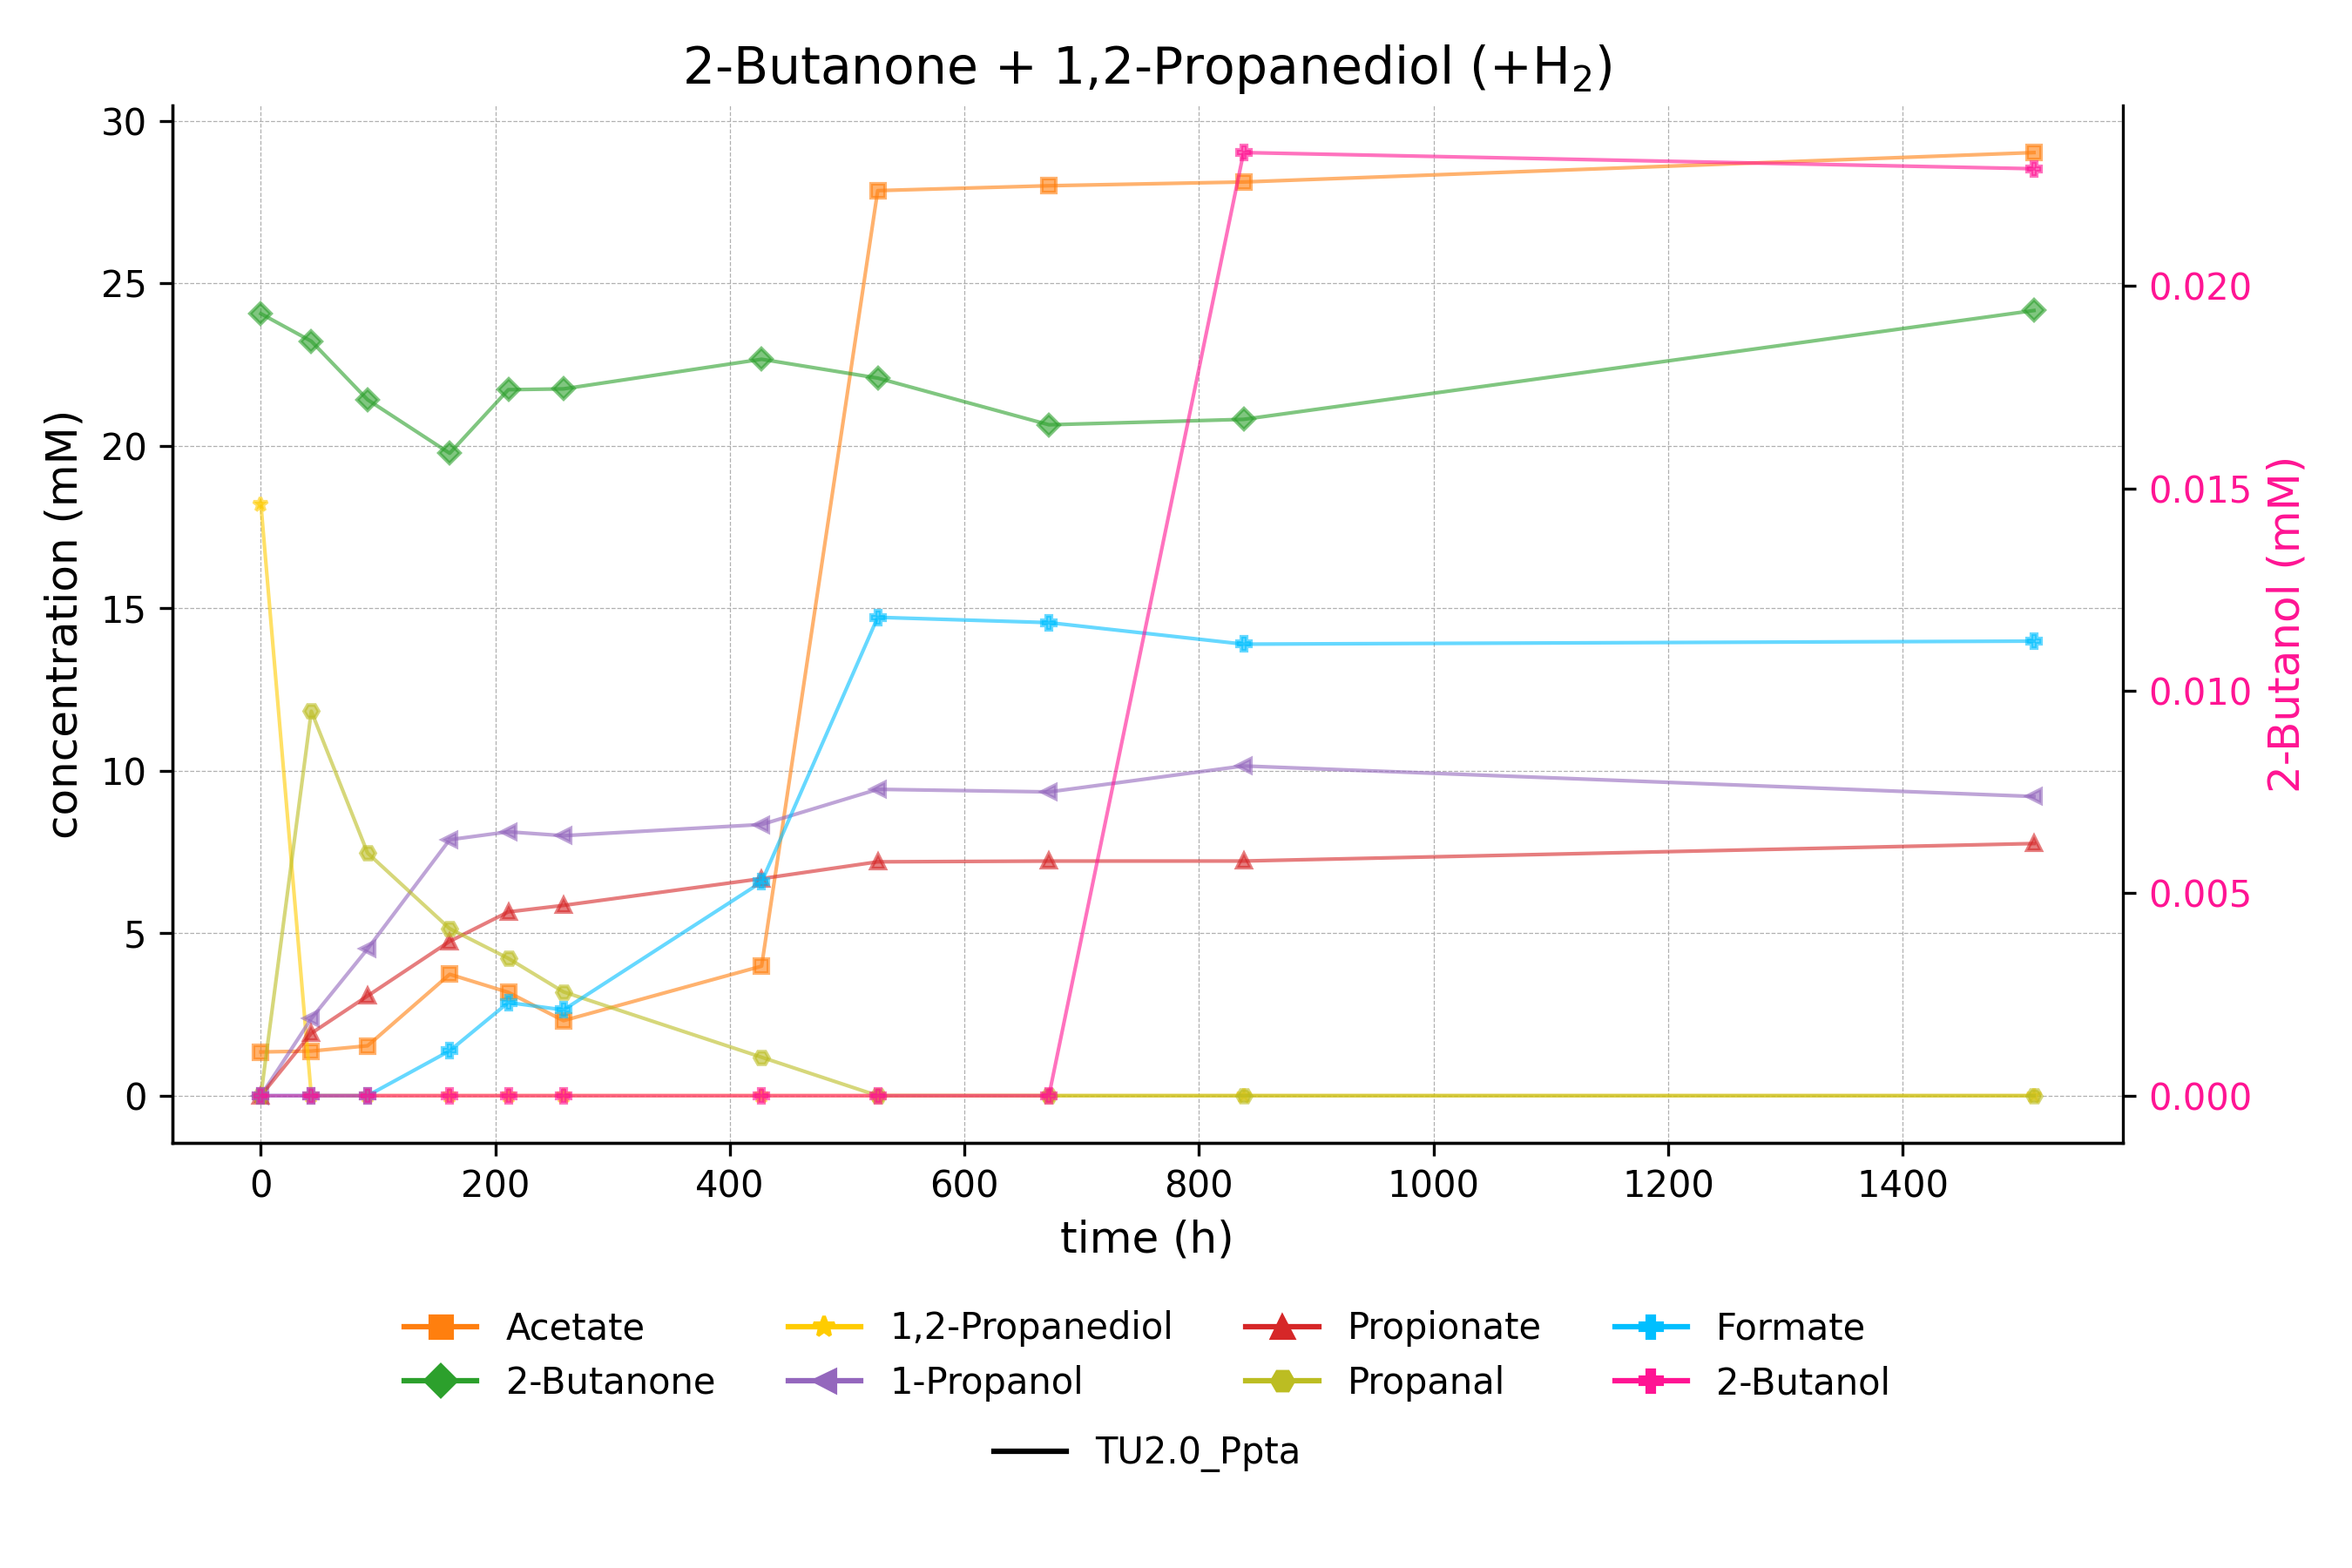 2-Butanone + 1,2-Propanediol (+H₂)
concentration (mM)
30
25
20
15
10
5
0
0.020
0.015
0.010
0.005
0.000
2-Butanol (mM)
0 200 400 600 800 1000 1200 1400
time (h)
Acetate 1,2-Propanediol Propionate Formate
2-Butanone 1-Propanol Propanal 2-Butanol
TU2.0_Ppta